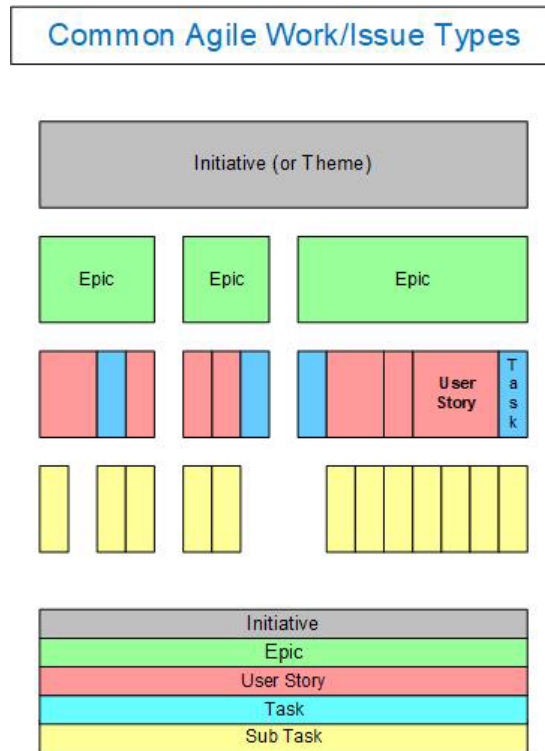 Common Agile Work/Issue Types
Initiative (or Theme)
Epic
Epic
Epic
User
Story
T
a
s
k
Initiative
Epic
User Story
Task
Sub Task